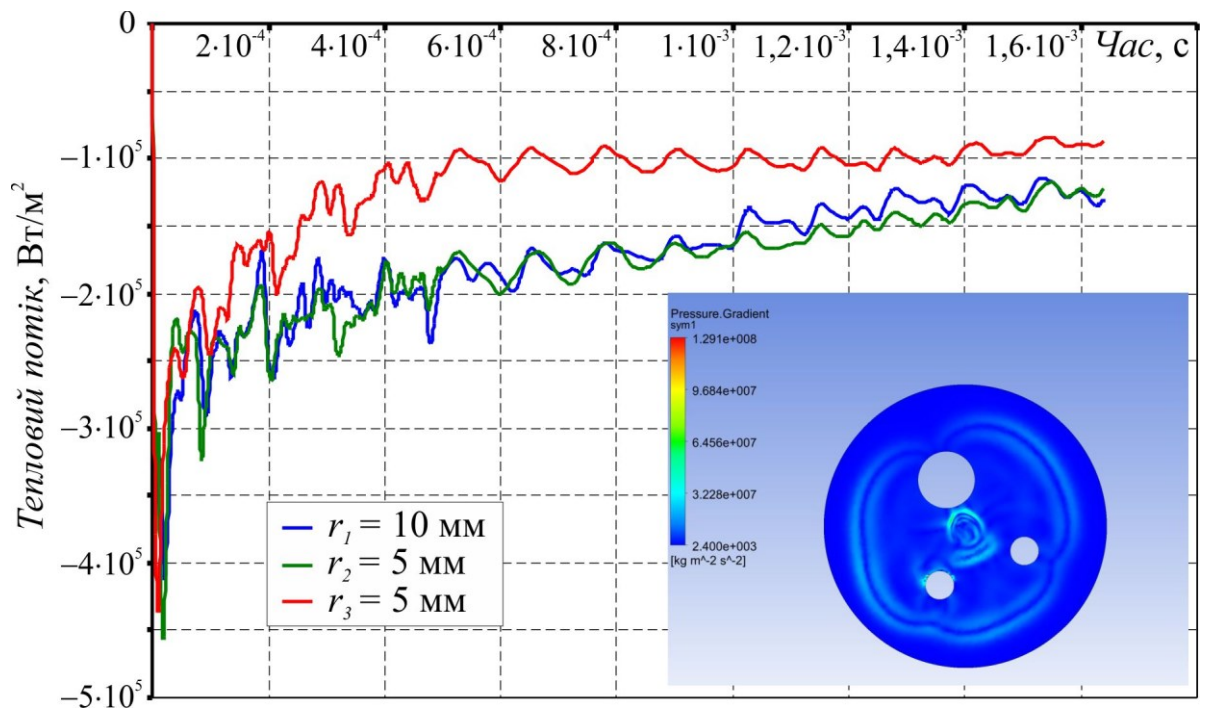 0
2·10⁻⁴ 4·10⁻⁴ 6·10⁻⁴ 8·10⁻⁴ 1·10⁻³ 1,2·10⁻³ 1,4·10⁻³ 1,6·10⁻³ Час, с
–1·10⁵
–2·10⁵
–3·10⁵
–4·10⁵
–5·10⁵
Тепловий потік, Вт/м²
r₁ = 10 мм
r₂ = 5 мм
r₃ = 5 мм
Pressure.Gradient
sym1
1.291e+008
9.684e+007
6.456e+007
3.228e+007
2.400e+003
[kg m^-2 s^-2]